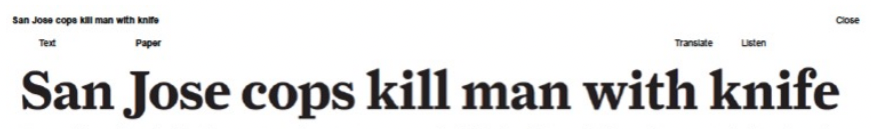 San Jose cops kill man with knife Close
Text Paper Translate Listen
San Jose cops kill man with knife